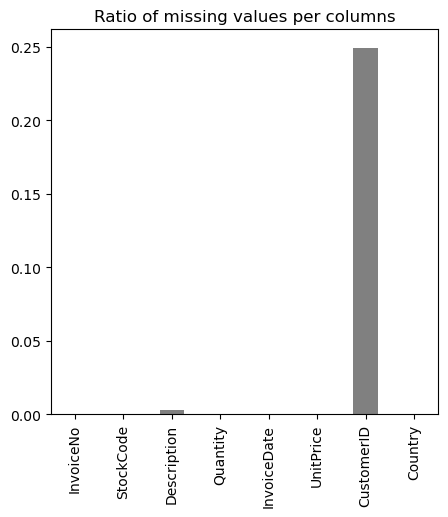 Ratio of missing values per columns
0.25
0.20
0.15
0.10
0.05
0.00
InvoiceNo
StockCode
Description
Quantity
InvoiceDate
UnitPrice
CustomerID
Country